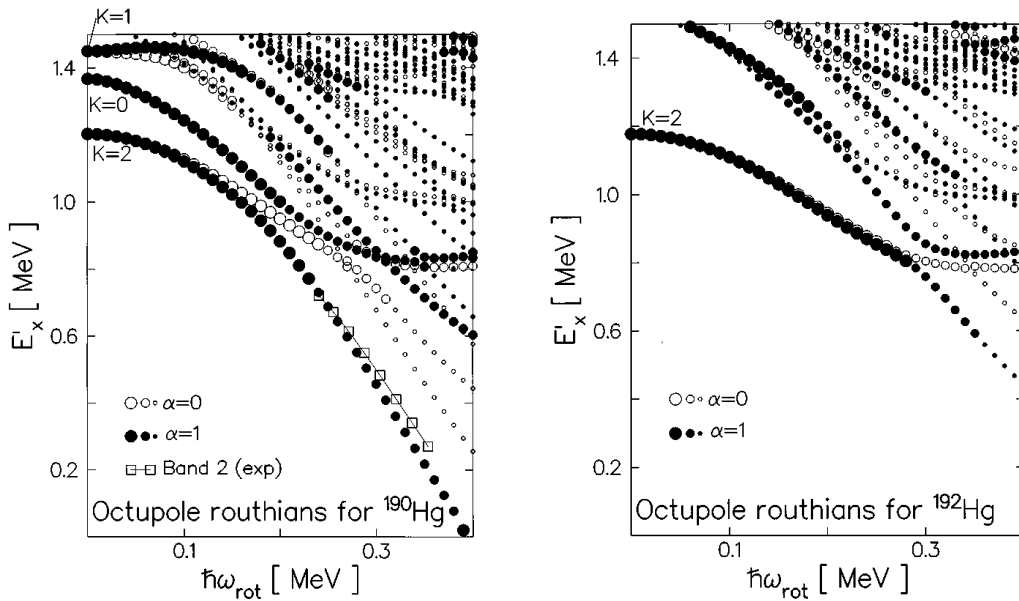 K=1
1.4
K=0
K=2
1.0
E'x [ MeV ]
0.6
α=0
α=1
Band 2 (exp)
0.2
Octupole routhians for ¹⁹⁰Hg
0.1
0.3
ħωrot [ MeV ]
1.4
K=2
1.0
E'x [ MeV ]
0.6
α=0
α=1
0.2
Octupole routhians for ¹⁹²Hg
0.1
0.3
ħωrot [ MeV ]